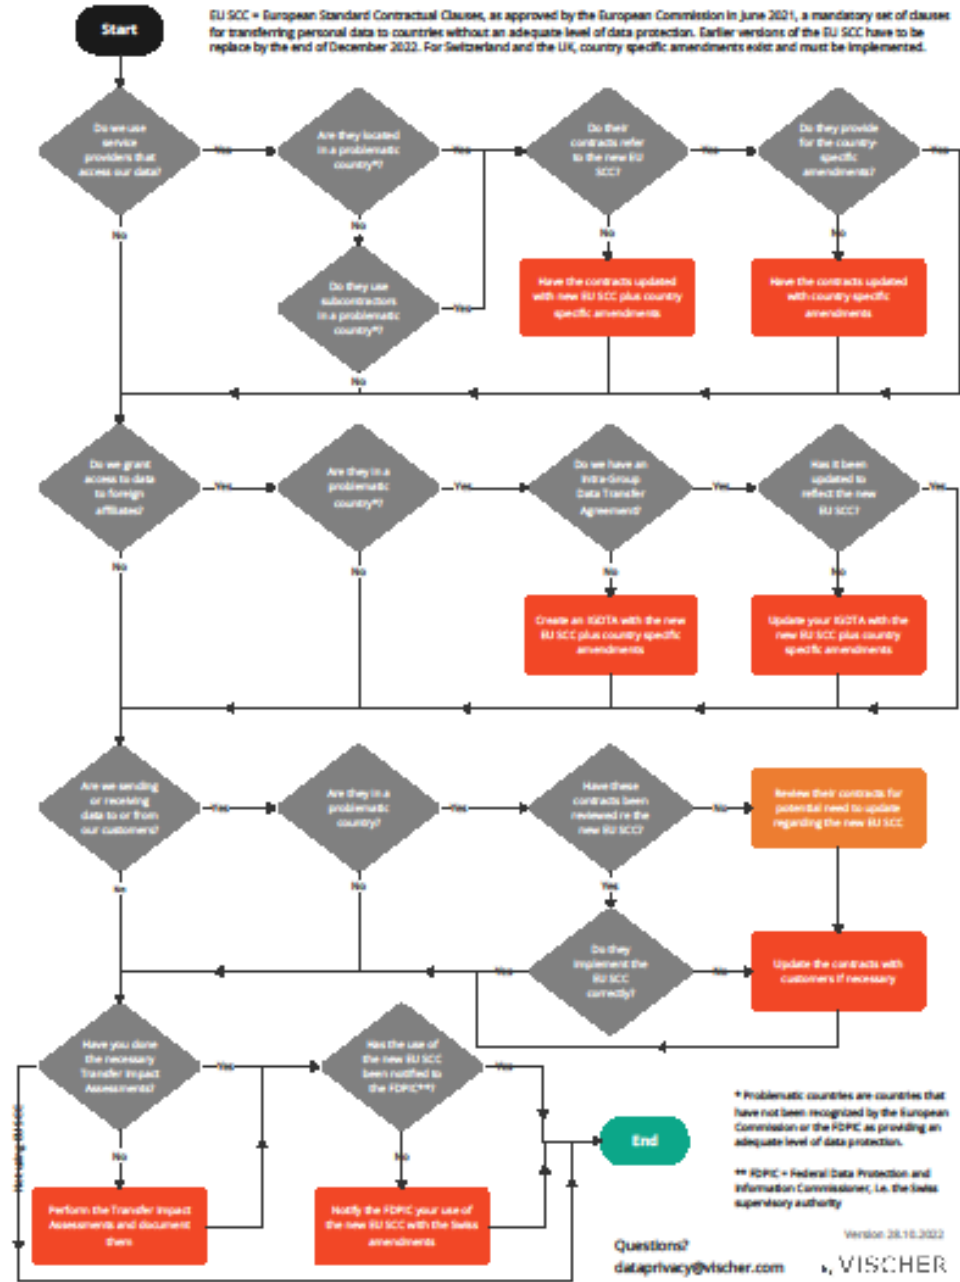 Start
EU SCC = European Standard Contractual Clauses, as approved by the European Commission in June 2021, a mandatory set of clauses
for transferring personal data to countries without an adequate level of data protection. Earlier versions of the EU SCC have to be
replace by the end of December 2022. For Switzerland and the UK, country specific amendments exist and must be implemented.
Do we use
service
providers that
access our data?
Yes
Are they located
in a problematic
country*?
Yes
Do their
contracts refer
to the new EU
SCC?
Yes
Do they provide
for the country-
specific
amendments?
Yes
No
No
No
No
Do they use
subcontractors
in a problematic
country*?
Yes
Have the contracts updated
with new EU SCC plus country
specific amendments
Have the contracts updated
with country specific
amendments
No
Do we grant
access to data
to foreign
affiliates?
Yes
Are they in a
problematic
country*?
Yes
Do we have an
Intra-Group
Data Transfer
Agreement?
Yes
Has it been
updated to
reflect the new
EU SCC?
Yes
No
No
No
No
Create an IGDTA with the new
EU SCC plus country specific
amendments
Update your IGDTA with the
new EU SCC plus country
specific amendments
Are we sending
or receiving
data to or from
our customers?
Yes
Are they in a
problematic
country?
Yes
Have these
contracts been
reviewed re the
new EU SCC?
No
Review their contracts for
potential need to update
regarding the new EU SCC
No
No
Yes
Do they
implement the
EU SCC
correctly?
Yes
No
Update the contracts with
customers if necessary
Have you done
the necessary
Transfer Impact
Assessments?
Yes
Has the use of
the new EU SCC
been notified to
the FDPIC**?
Yes
Not using EU SCC
No
No
End
Perform the Transfer Impact
Assessments and document
them
Notify the FDPIC your use of
the new EU SCC with the Swiss
amendments
* Problematic countries are countries that
have not been recognized by the European
Commission or the FDPIC as providing an
adequate level of data protection.
** FDPIC = Federal Data Protection and
Information Commissioner, i.e. the Swiss
supervisory authority
Version 28.10.2022
Questions?
dataprivacy@vischer.com
VISCHER